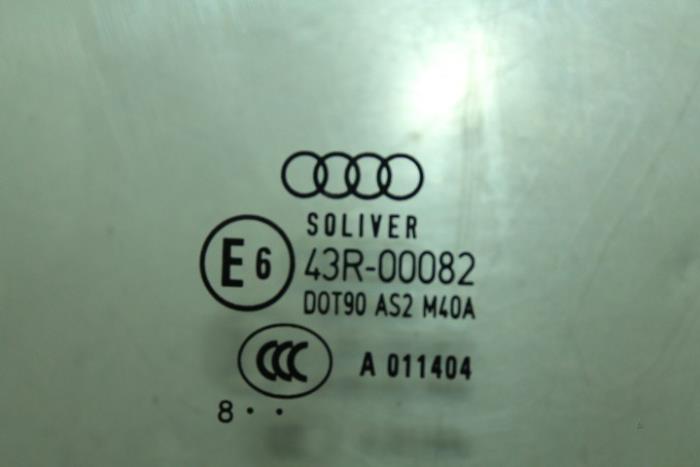 SOLIVER
E6 43R-00082
DOT90 AS2 M40A
CCC A 011404
8 · ·